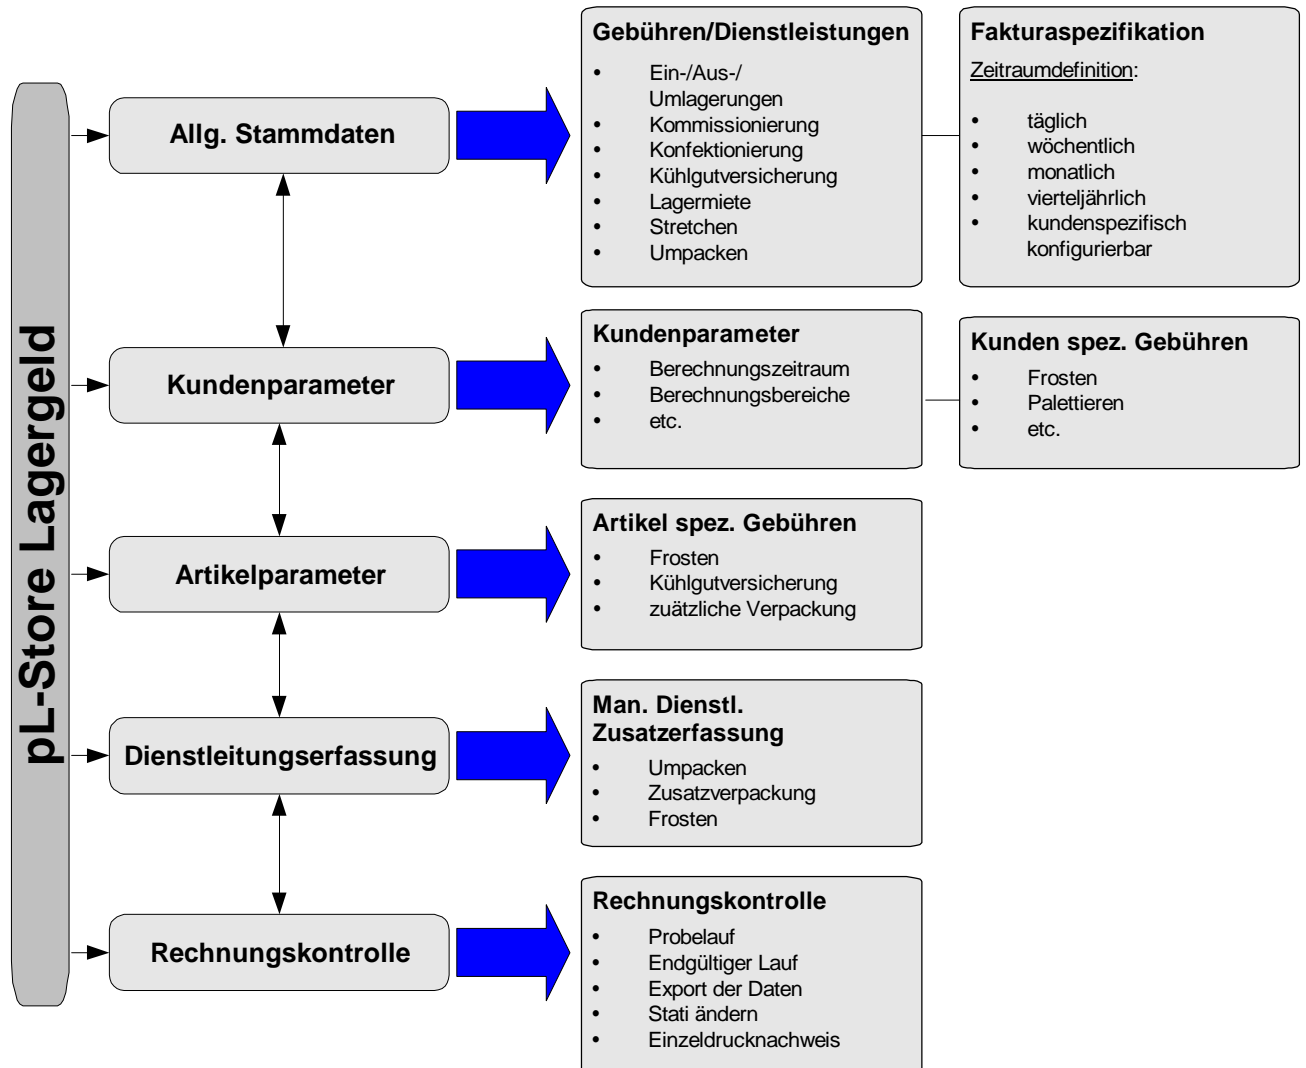 pL-Store Lagergeld
Allg. Stammdaten
Gebühren/Dienstleistungen
• Ein-/Aus-/
Umlagerungen
• Kommissionierung
• Konfektionierung
• Kühlgutversicherung
• Lagermiete
• Stretchen
• Umpacken
Fakturaspezifikation
Zeitraumdefinition:
• täglich
• wöchentlich
• monatlich
• vierteljährlich
• kundenspezifisch
konfigurierbar
Kundenparameter
Kundenparameter
• Berechnungszeitraum
• Berechnungsbereiche
• etc.
Kunden spez. Gebühren
• Frosten
• Palettieren
• etc.
Artikelparameter
Artikel spez. Gebühren
• Frosten
• Kühlgutversicherung
• zuätzliche Verpackung
Dienstleitungserfassung
Man. Dienstl.
Zusatzerfassung
• Umpacken
• Zusatzverpackung
• Frosten
Rechnungskontrolle
Rechnungskontrolle
• Probelauf
• Endgültiger Lauf
• Export der Daten
• Stati ändern
• Einzeldrucknachweis